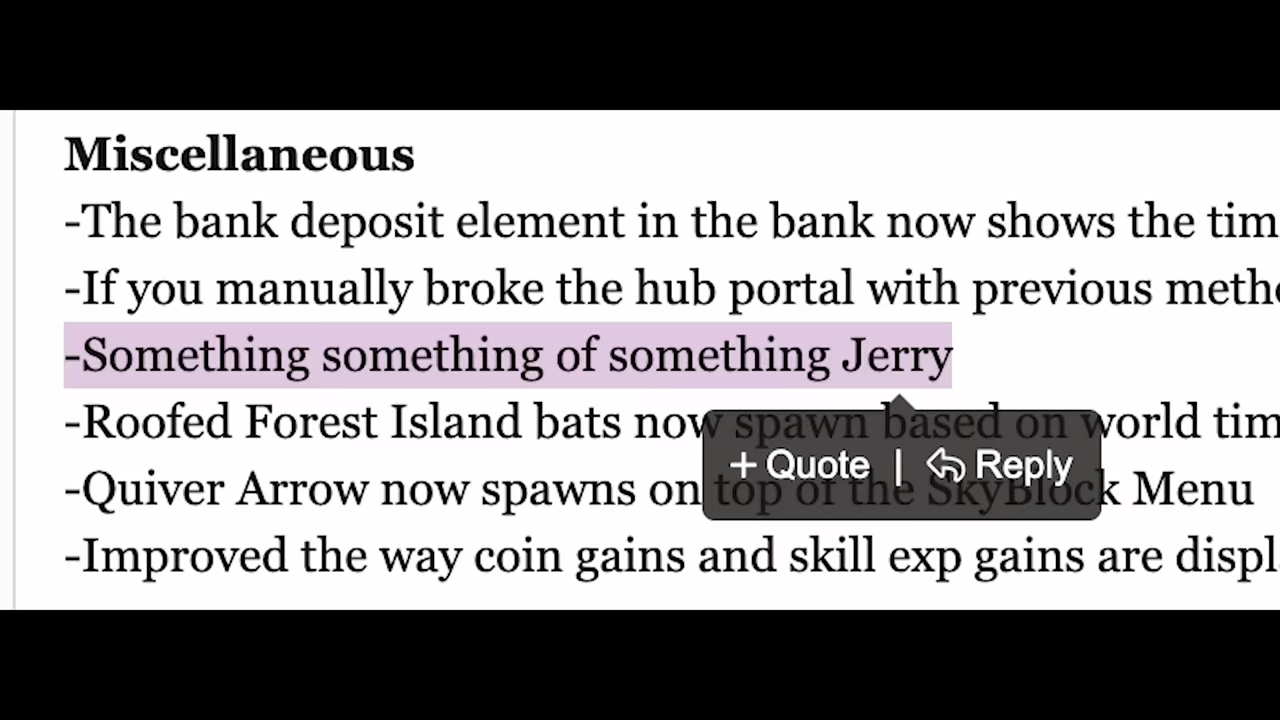 Miscellaneous
-The bank deposit element in the bank now shows the tim
-If you manually broke the hub portal with previous meth
-Something something of something Jerry
-Roofed Forest Island bats now spawn based on world tim
+ Quote | Reply
-Quiver Arrow now spawns on top of the SkyBlock Menu
-Improved the way coin gains and skill exp gains are displ